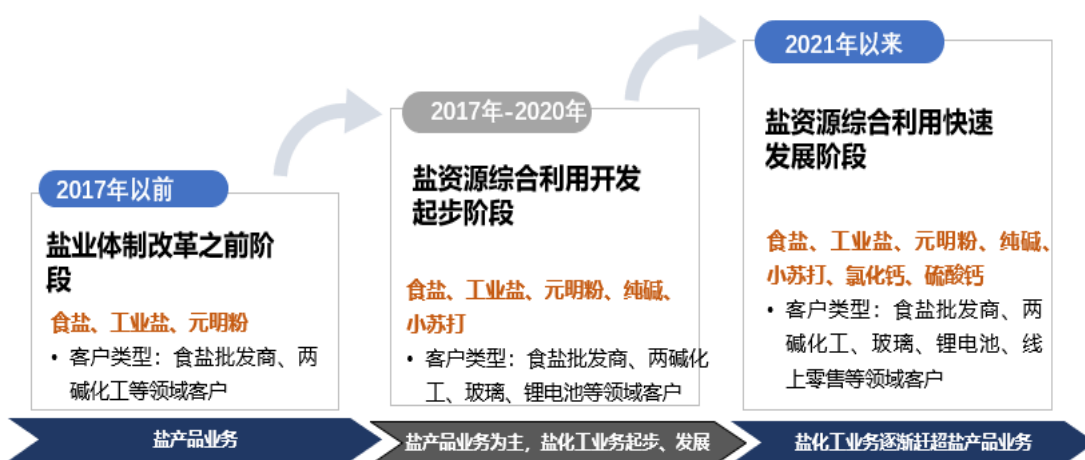 2017年以前
盐业体制改革之前阶
段
食盐、工业盐、元明粉
• 客户类型：食盐批发商、两
碱化工等领域客户
盐产品业务
2017年-2020年
盐资源综合利用开发
起步阶段
食盐、工业盐、元明粉、纯碱、
小苏打
• 客户类型：食盐批发商、两碱化
工、玻璃、锂电池等领域客户
盐产品业务为主，盐化工业务起步、发展
2021年以来
盐资源综合利用快速
发展阶段
食盐、工业盐、元明粉、纯碱、
小苏打、氯化钙、硫酸钙
• 客户类型：食盐批发商、两
碱化工、玻璃、锂电池、线
上零售等领域客户
盐化工业务逐渐赶超盐产品业务